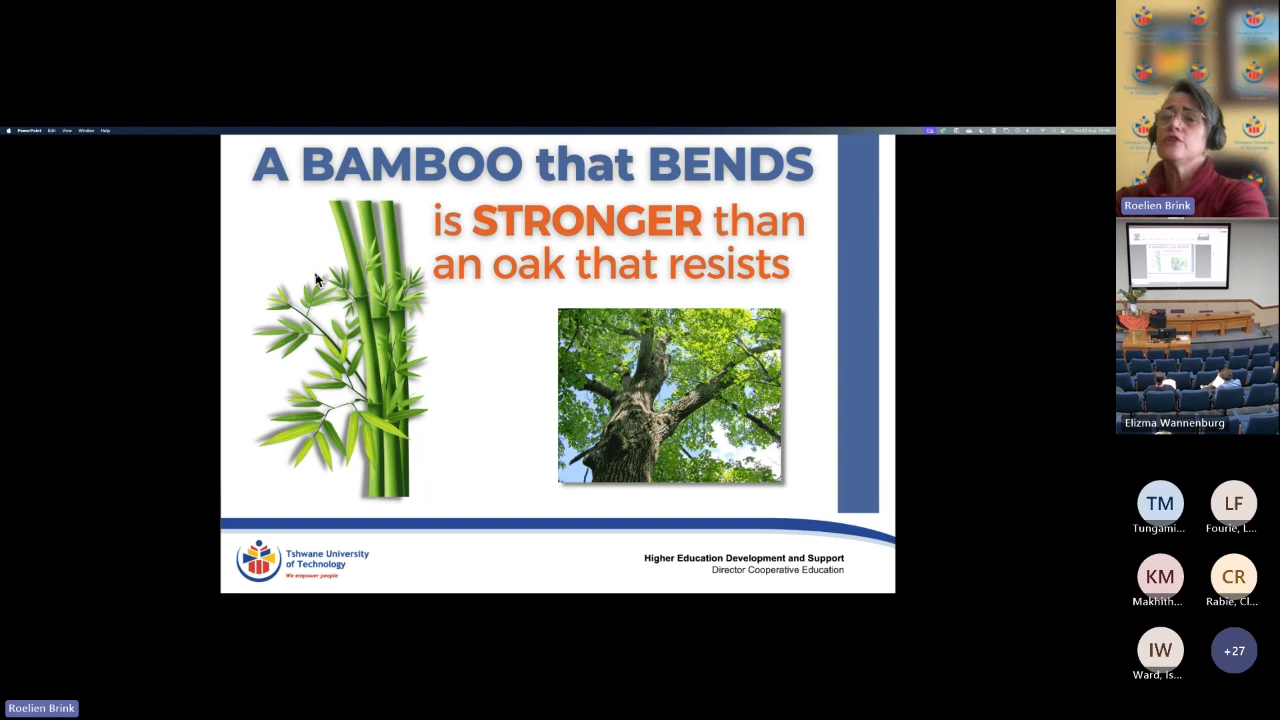 PowerPoint Edit View Window Help
A BAMBOO that BENDS
is STRONGER than
an oak that resists
Tshwane University
of Technology
We empower people
Higher Education Development and Support
Director Cooperative Education
Roelien Brink
Roelien Brink
Elizma Wannenburg
TM
Tungami...
LF
Fourie, L...
KM
Makhith...
CR
Rabie, Cl...
IW
Ward, Is...
+27